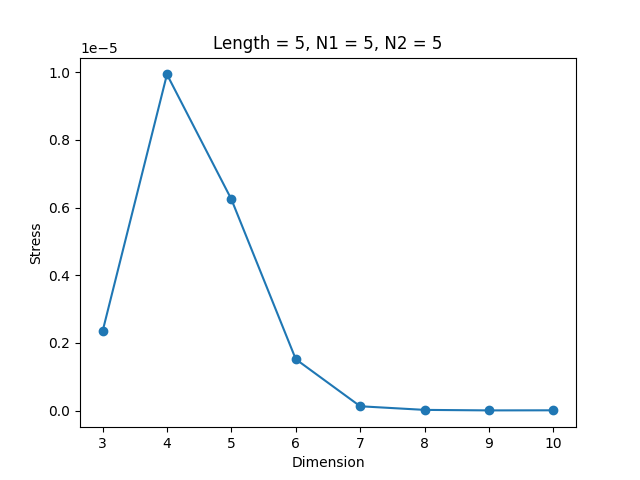 Length = 5, N1 = 5, N2 = 5
1e−5
1.0
0.8
0.6
0.4
0.2
0.0
Stress
3 4 5 6 7 8 9 10
Dimension